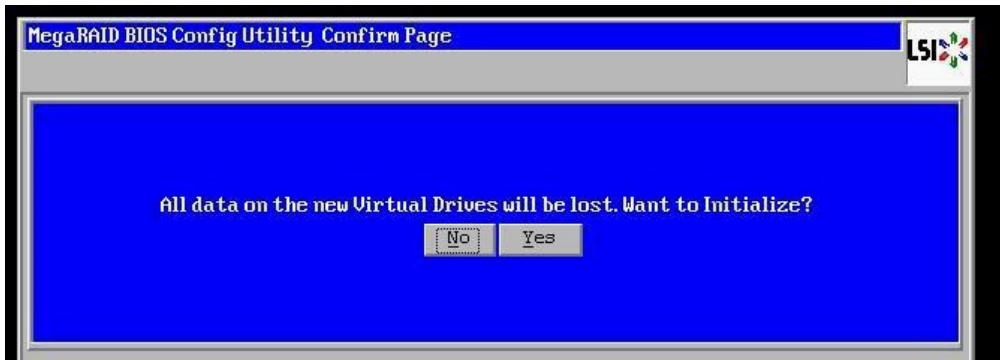 MegaRAID BIOS Config Utility Confirm Page
LSI
All data on the new Virtual Drives will be lost. Want to Initialize?
No Yes